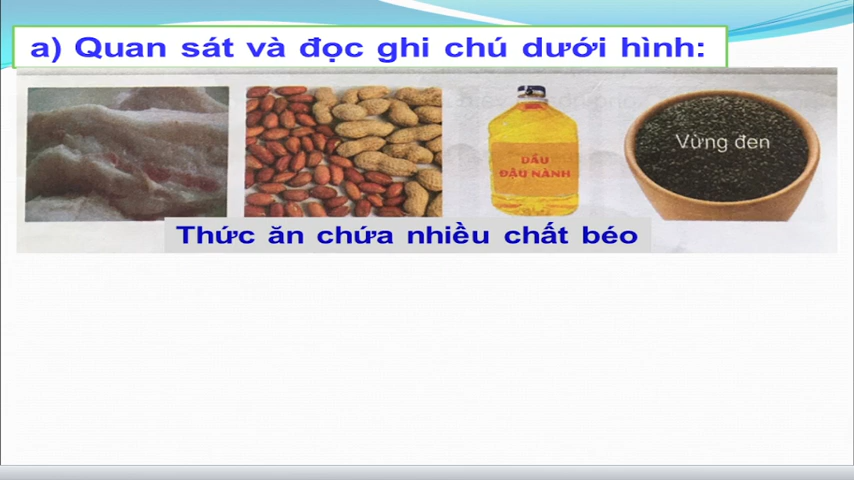 a) Quan sát và đọc ghi chú dưới hình:
DẦU
ĐẬU NÀNH
Vừng đen
Thức ăn chứa nhiều chất béo